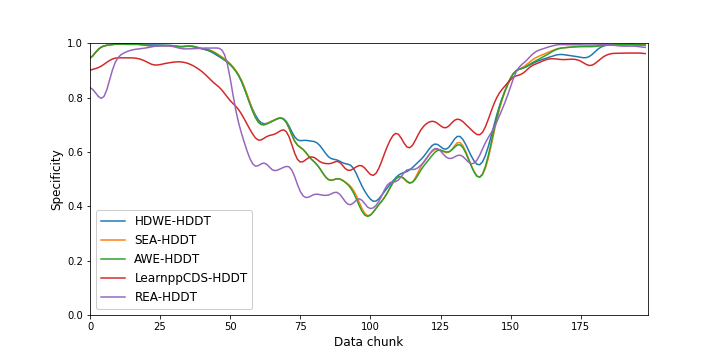 1.0
0.8
0.6
0.4
0.2
0.0
Specificity
HDWE-HDDT
SEA-HDDT
AWE-HDDT
LearnppCDS-HDDT
REA-HDDT
0 25 50 75 100 125 150 175
Data chunk